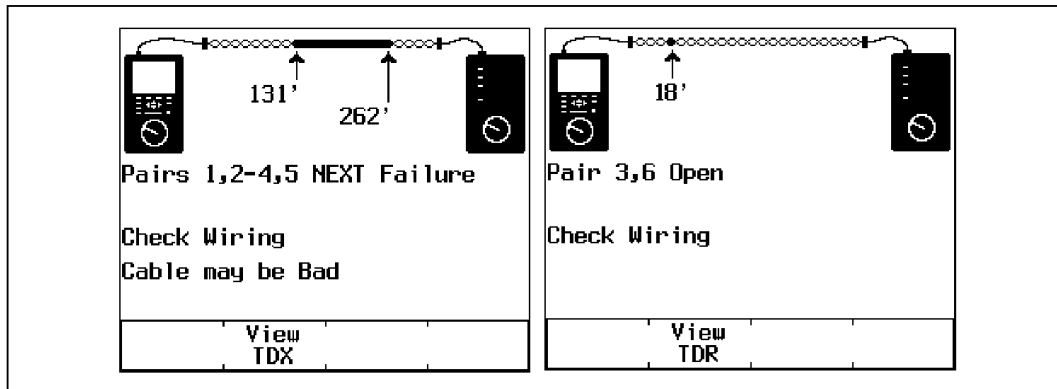 131'
262'
Pairs 1,2-4,5 NEXT Failure
Check Wiring
Cable may be Bad
View
TDX
18'
Pair 3,6 Open
Check Wiring
View
TDR